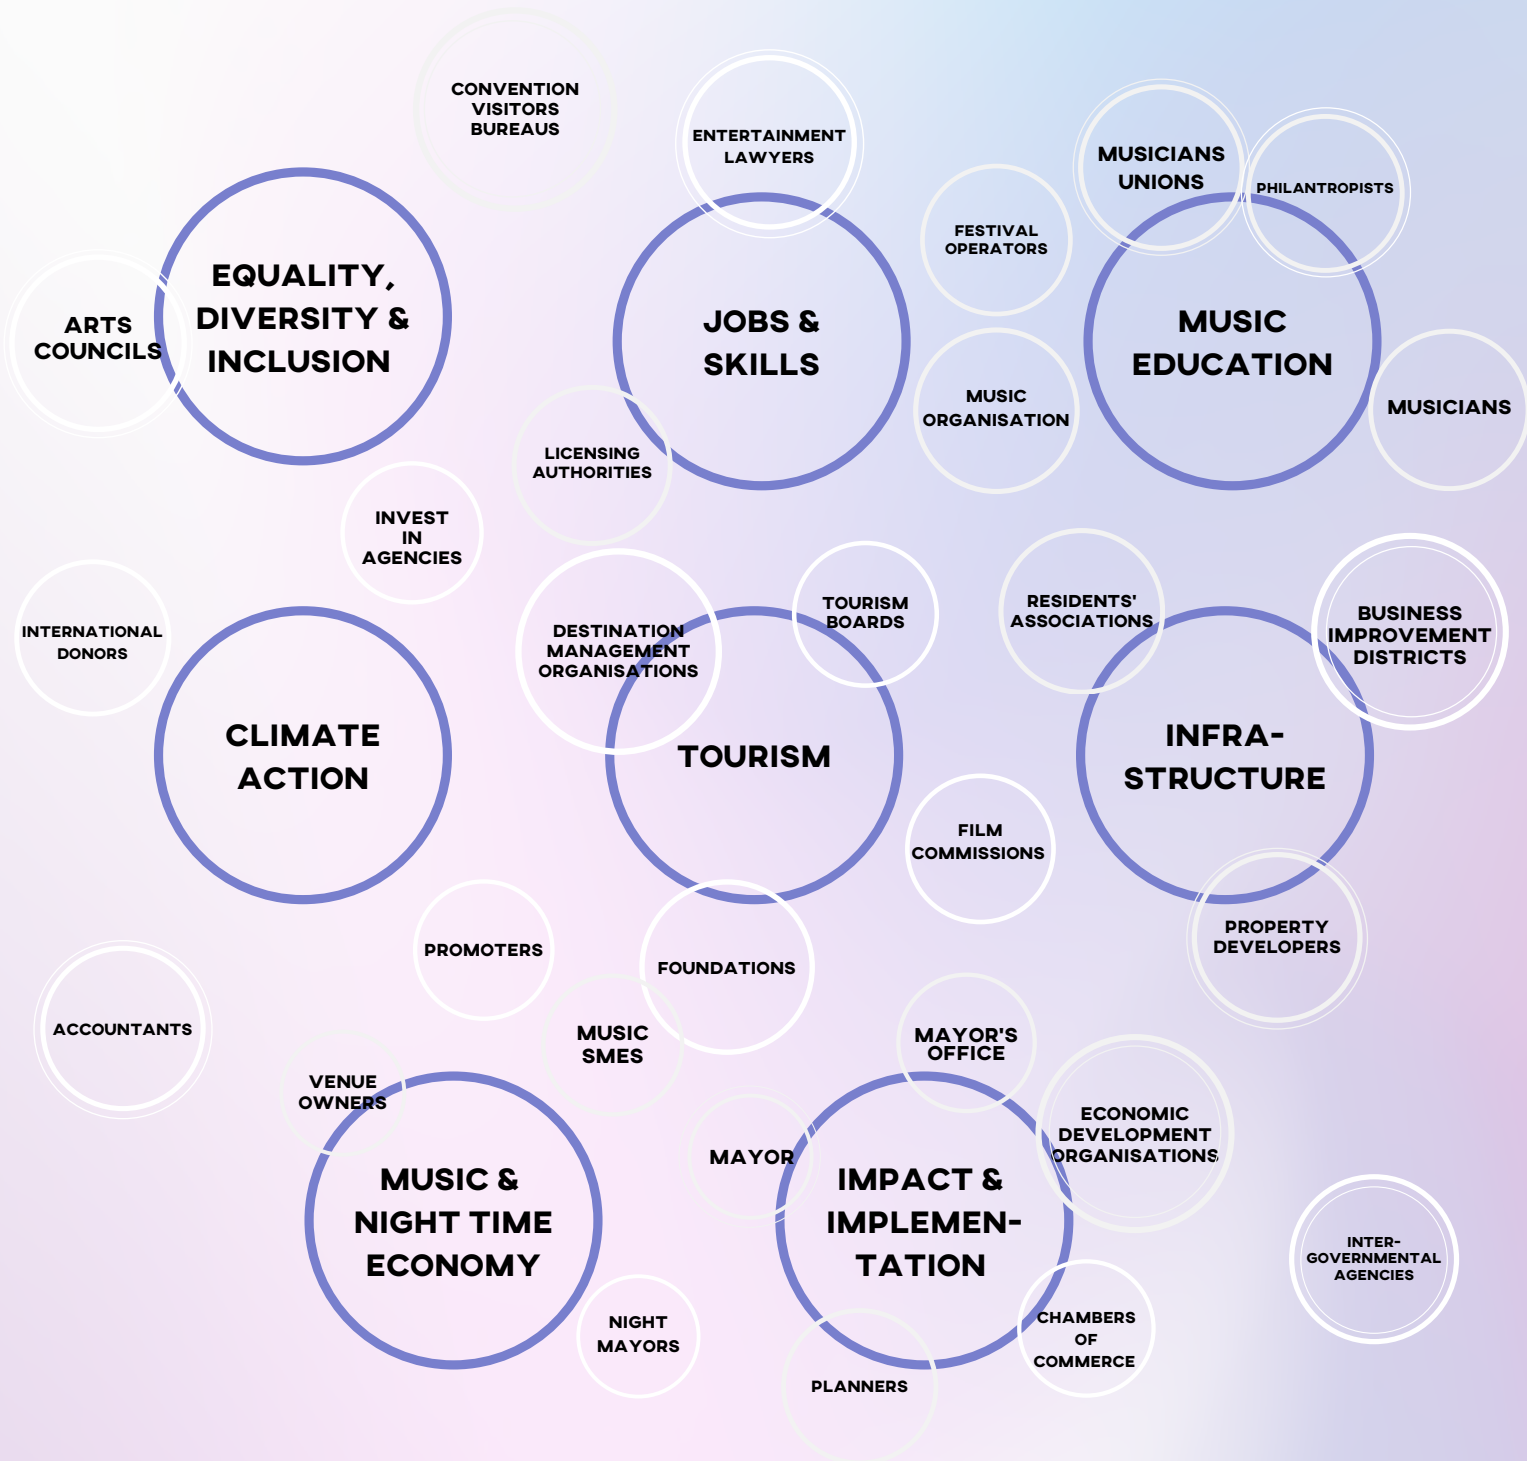 CONVENTION
VISITORS
BUREAUS
ENTERTAINMENT
LAWYERS
MUSICIANS
UNIONS
PHILANTROPISTS
FESTIVAL
OPERATORS
EQUALITY,
DIVERSITY &
INCLUSION
ARTS
COUNCILS
JOBS &
SKILLS
MUSIC
EDUCATION
MUSIC
ORGANISATION
MUSICIANS
LICENSING
AUTHORITIES
INVEST
IN
AGENCIES
INTERNATIONAL
DONORS
DESTINATION
MANAGEMENT
ORGANISATIONS
TOURISM
BOARDS
RESIDENTS'
ASSOCIATIONS
BUSINESS
IMPROVEMENT
DISTRICTS
CLIMATE
ACTION
TOURISM
INFRA-
STRUCTURE
FILM
COMMISSIONS
PROPERTY
DEVELOPERS
PROMOTERS
FOUNDATIONS
ACCOUNTANTS
MUSIC
SMES
MAYOR'S
OFFICE
VENUE
OWNERS
ECONOMIC
DEVELOPMENT
ORGANISATIONS
MAYOR
MUSIC &
NIGHT TIME
ECONOMY
IMPACT &
IMPLEMEN-
TATION
INTER-
GOVERNMENTAL
AGENCIES
NIGHT
MAYORS
CHAMBERS
OF
COMMERCE
PLANNERS